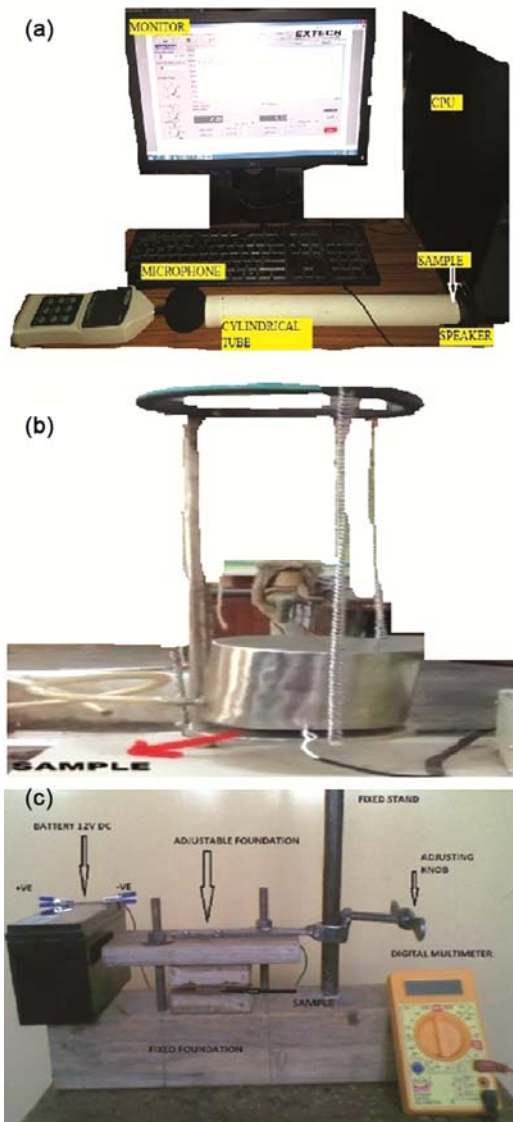 (a)
MONITOR
EXTECH
CPU
SAMPLE
MICROPHONE
CYLINDRICAL
TUBE
SPEAKER
(b)
SAMPLE
(c)
FIXED STAND
BATTERY 12V DC
ADJUSTABLE FOUNDATION
ADJUSTING
KNOB
+VE
-VE
DIGITAL MULTIMETER
SAMPLE
FIXED FOUNDATION